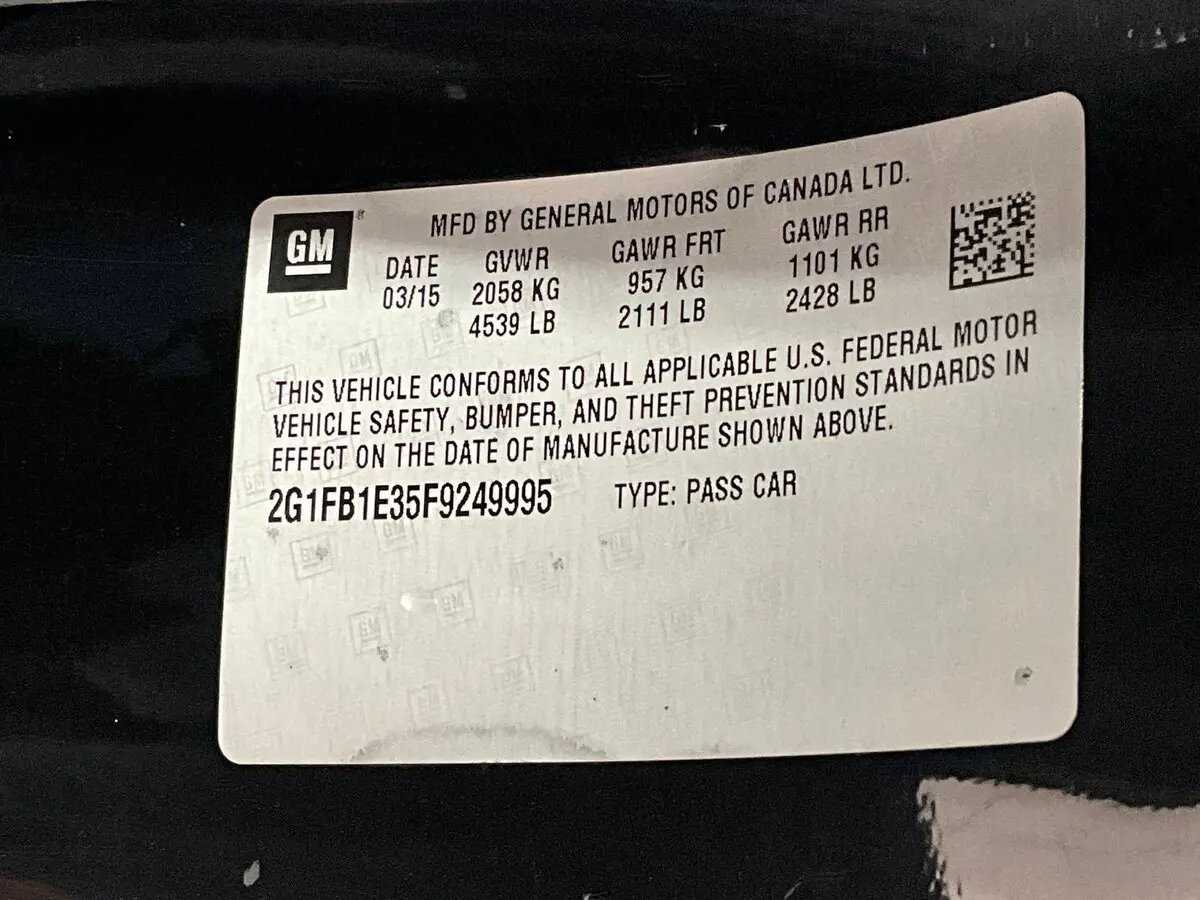 GM®
MFD BY GENERAL MOTORS OF CANADA LTD.
DATE GVWR GAWR FRT GAWR RR
03/15 2058 KG 957 KG 1101 KG
4539 LB 2111 LB 2428 LB
THIS VEHICLE CONFORMS TO ALL APPLICABLE U.S. FEDERAL MOTOR
VEHICLE SAFETY, BUMPER, AND THEFT PREVENTION STANDARDS IN
EFFECT ON THE DATE OF MANUFACTURE SHOWN ABOVE.
2G1FB1E35F9249995 TYPE: PASS CAR